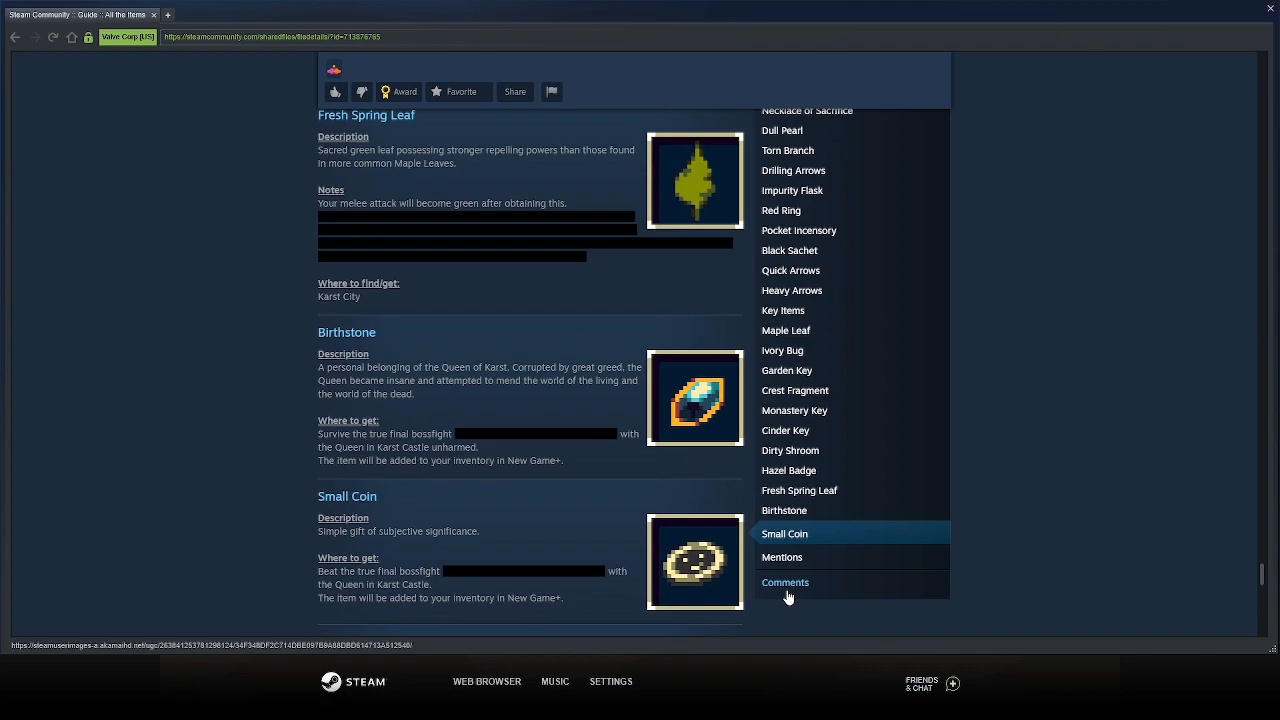 Steam Community :: Guide :: All the Items
Valve Corp [US]
https://steamcommunity.com/sharedfiles/filedetails/?id=713876765
Award
Favorite
Share
Fresh Spring Leaf
Description
Sacred green leaf possessing stronger repelling powers than those found
in more common Maple Leaves.
Notes
Your melee attack will become green after obtaining this.
Where to find/get:
Karst City
Birthstone
Description
A personal belonging of the Queen of Karst. Corrupted by great greed, the
Queen became insane and attempted to mend the world of the living and
the world of the dead.
Where to get:
Survive the true final bossfight with
the Queen in Karst Castle unharmed.
The item will be added to your inventory in New Game+.
Small Coin
Description
Simple gift of subjective significance.
Where to get:
Beat the true final bossfight with
the Queen in Karst Castle.
The item will be added to your inventory in New Game+.
Necklace of Sacrifice
Dull Pearl
Torn Branch
Drilling Arrows
Impurity Flask
Red Ring
Pocket Incensory
Black Sachet
Quick Arrows
Heavy Arrows
Key Items
Maple Leaf
Ivory Bug
Garden Key
Crest Fragment
Monastery Key
Cinder Key
Dirty Shroom
Hazel Badge
Fresh Spring Leaf
Birthstone
Small Coin
Mentions
Comments
STEAM
WEB BROWSER
MUSIC
SETTINGS
FRIENDS
& CHAT